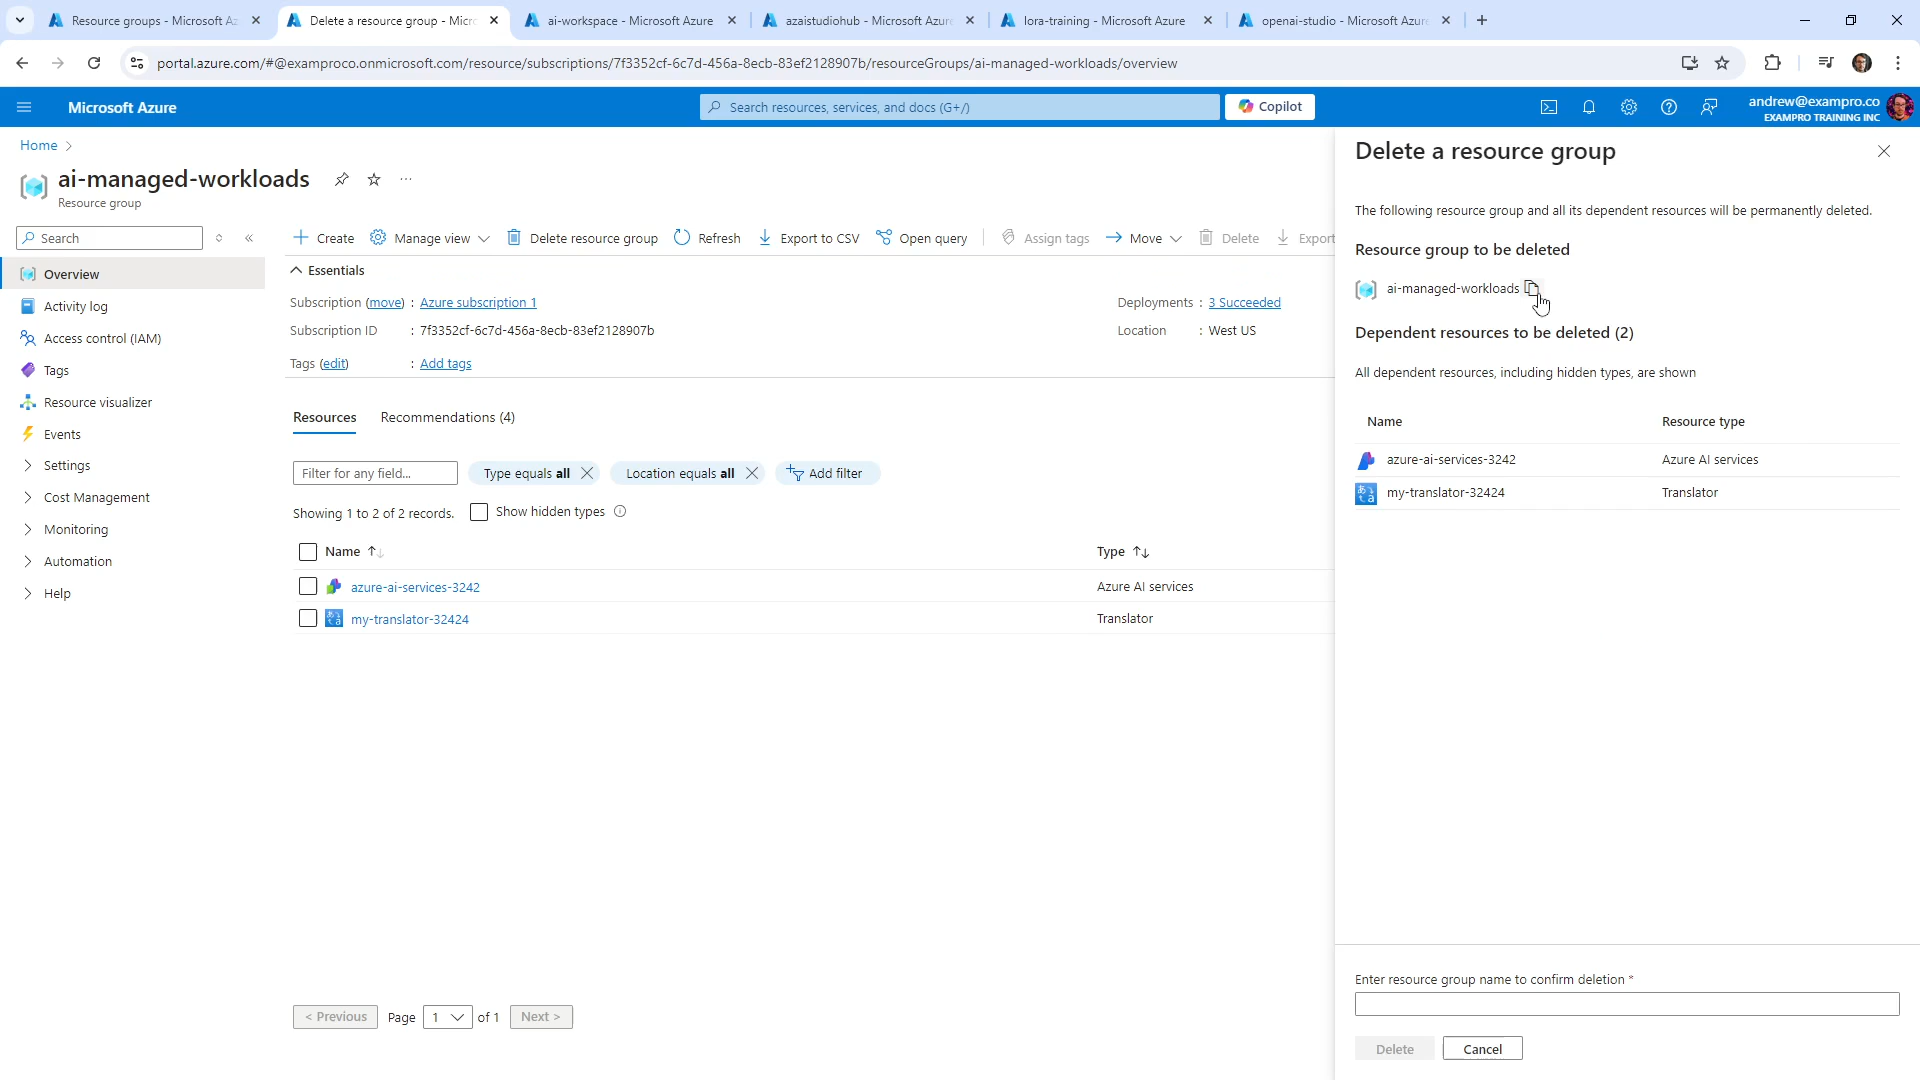 Resource groups - Microsoft Az
Delete a resource group - Micr
ai-workspace - Microsoft Azure
azaistudiohub - Microsoft Azure
lora-training - Microsoft Azure
openai-studio - Microsoft Azure
portal.azure.com/#@examproco.onmicrosoft.com/resource/subscriptions/7f3352cf-6c7d-456a-8ecb-83ef2128907b/resourceGroups/ai-managed-workloads/overview
Microsoft Azure
Search resources, services, and docs (G+/)
Copilot
andrew@exampro.co
EXAMPRO TRAINING INC
Home
ai-managed-workloads
Resource group
Search
Overview
Activity log
Access control (IAM)
Tags
Resource visualizer
Events
Settings
Cost Management
Monitoring
Automation
Help
Create
Manage view
Delete resource group
Refresh
Export to CSV
Open query
Assign tags
Move
Delete
Export
Essentials
Subscription (move) : Azure subscription 1
Subscription ID : 7f3352cf-6c7d-456a-8ecb-83ef2128907b
Tags (edit) : Add tags
Deployments : 3 Succeeded
Location : West US
Resources
Recommendations (4)
Filter for any field...
Type equals all
Location equals all
Add filter
Showing 1 to 2 of 2 records.
Show hidden types
Name
Type
azure-ai-services-3242
Azure AI services
my-translator-32424
Translator
< Previous
Page
1
of 1
Next >
Delete a resource group
The following resource group and all its dependent resources will be permanently deleted.
Resource group to be deleted
ai-managed-workloads
Dependent resources to be deleted (2)
All dependent resources, including hidden types, are shown
Name
Resource type
azure-ai-services-3242
Azure AI services
my-translator-32424
Translator
Enter resource group name to confirm deletion *
Delete
Cancel